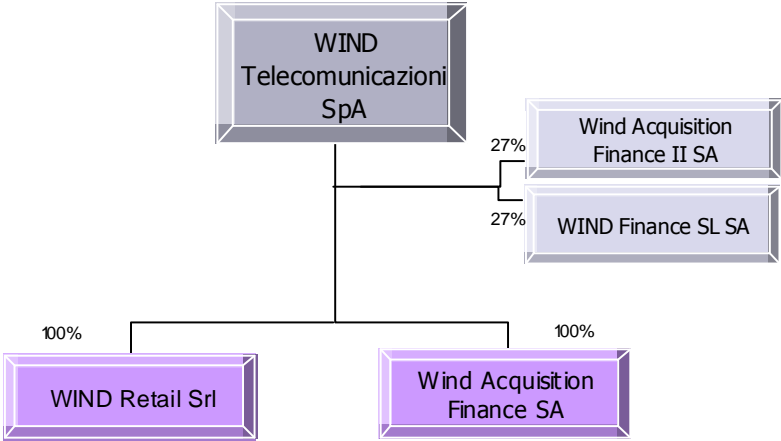 WIND
Telecomunicazioni
SpA
27%
Wind Acquisition
Finance II SA
27%
WIND Finance SL SA
100%
100%
WIND Retail Srl
Wind Acquisition
Finance SA